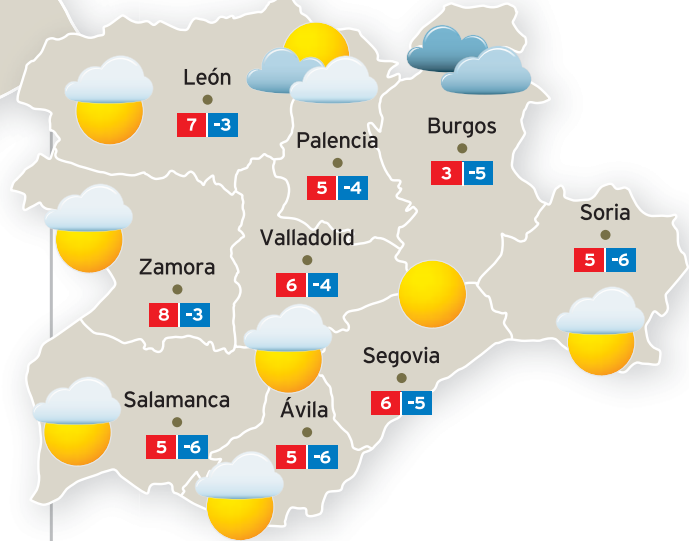 León
7 -3
Palencia
5 -4
Burgos
3 -5
Soria
5 -6
Valladolid
6 -4
Zamora
8 -3
Segovia
6 -5
Salamanca
5 -6
Ávila
5 -6